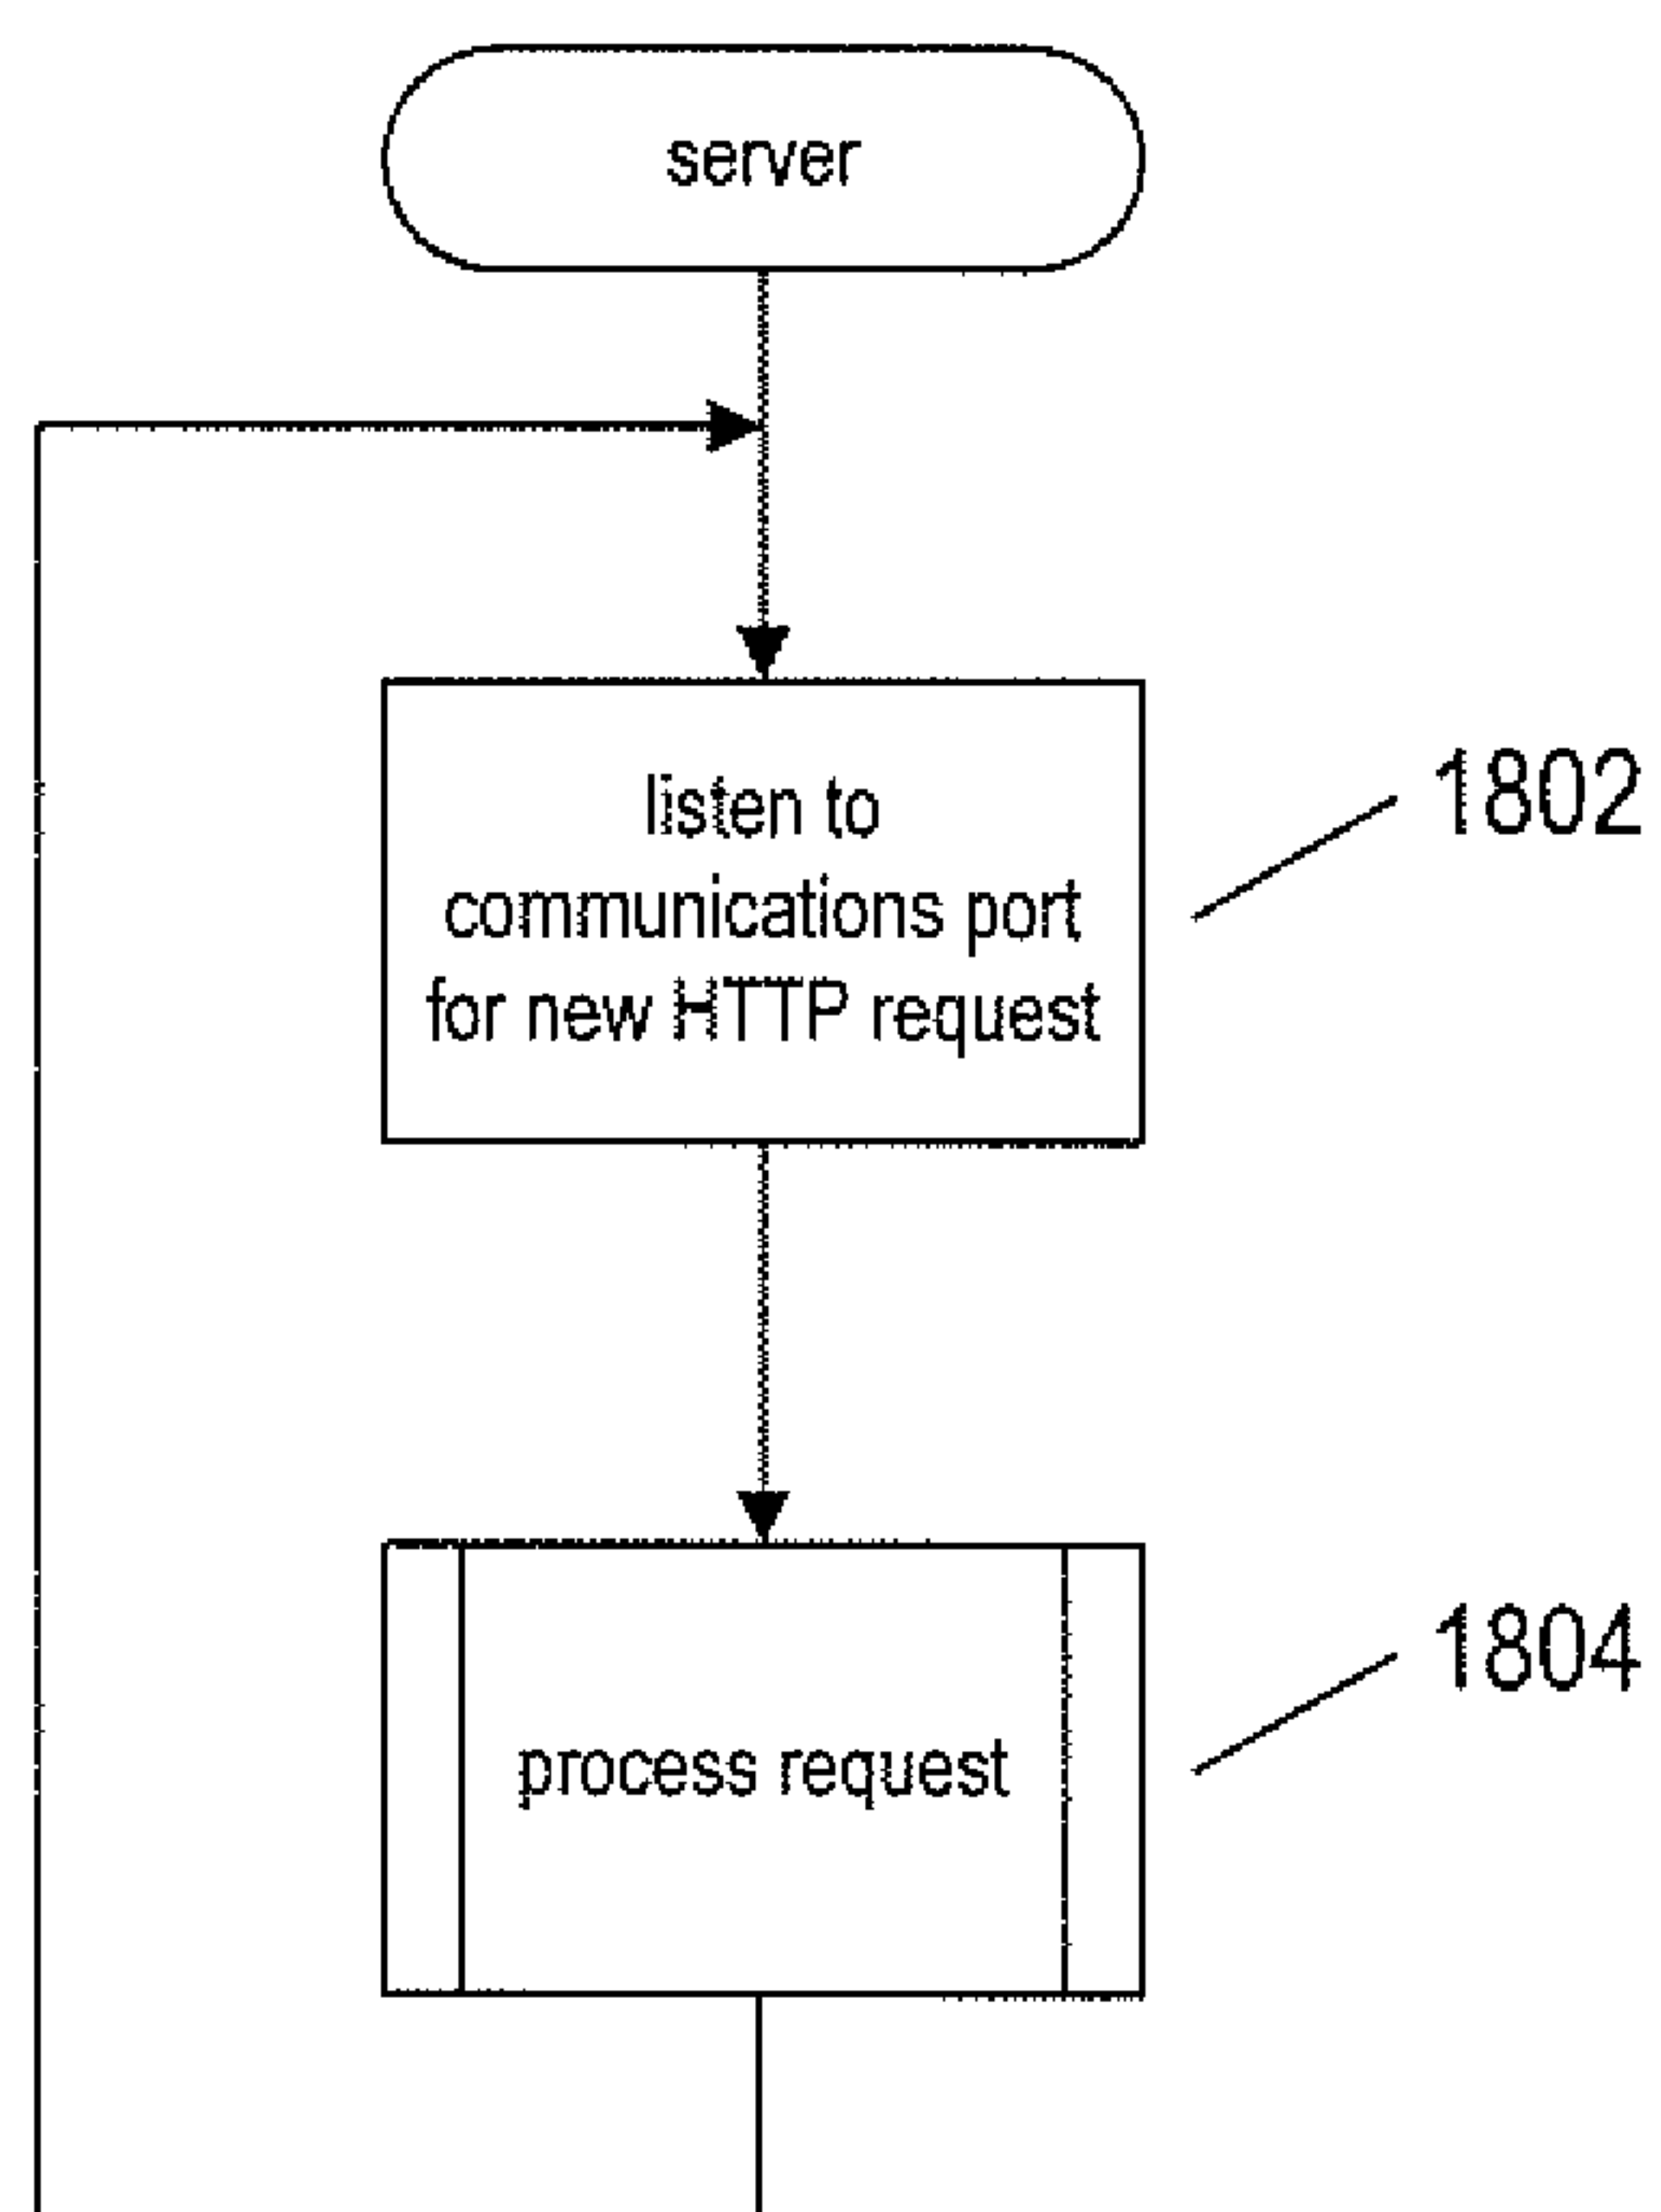 server
listen to
communications port
for new HTTP request
1802
process request
1804